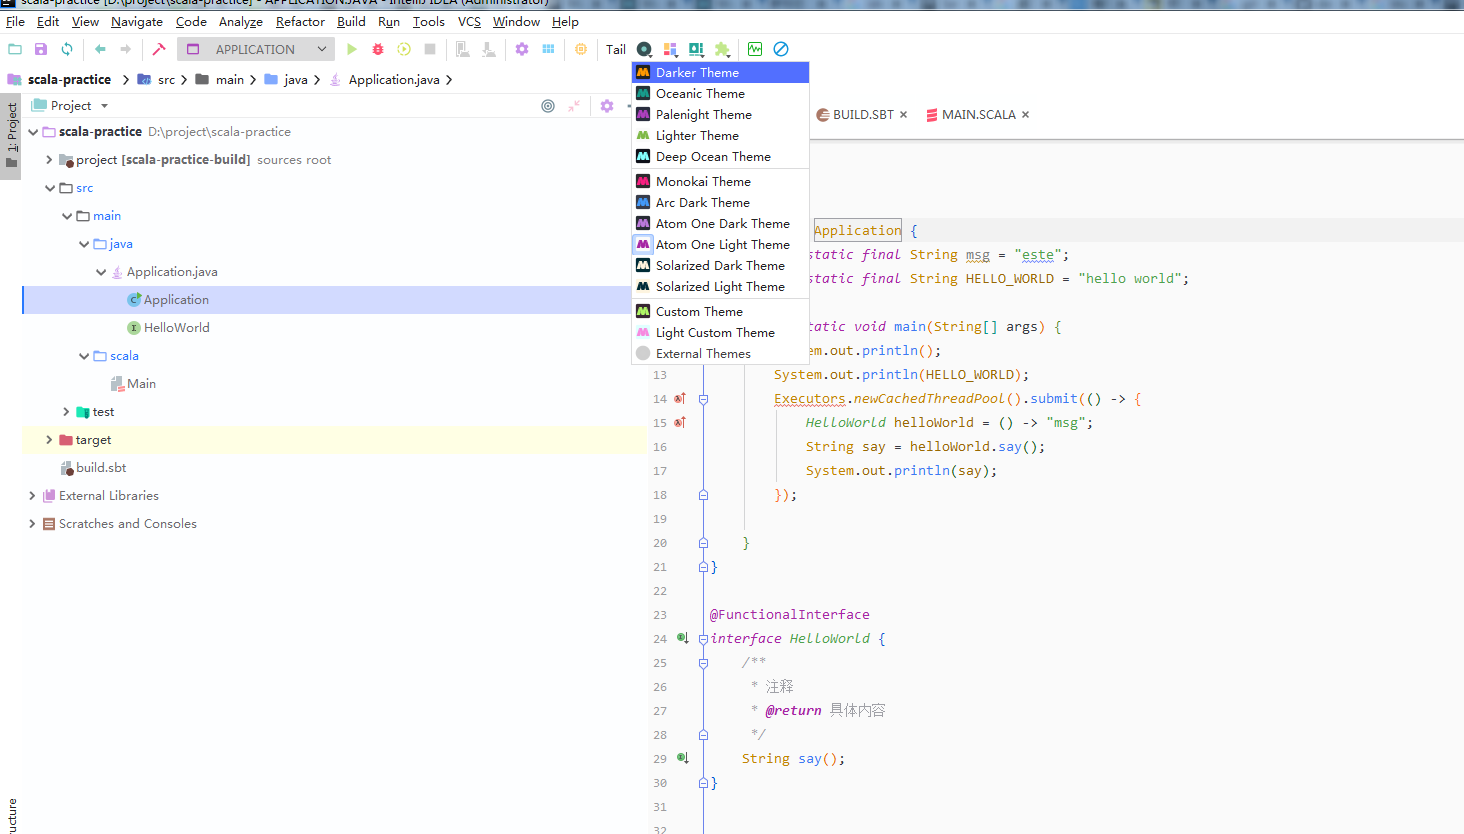 scala-practice [D:\project\scala-practice] - APPLICATION.JAVA - IntelliJ IDEA (Administrator)
File Edit View Navigate Code Analyze Refactor Build Run Tools VCS Window Help
APPLICATION Tail
scala-practice src main java Application.java
1: Project
Project
scala-practice D:\project\scala-practice
project [scala-practice-build] sources root
src
main
java
Application.java
Application
HelloWorld
scala
Main
test
target
build.sbt
External Libraries
Scratches and Consoles
ucture
Darker Theme
Oceanic Theme
Palenight Theme
Lighter Theme
Deep Ocean Theme
Monokai Theme
Arc Dark Theme
Atom One Dark Theme
Atom One Light Theme
Solarized Dark Theme
Solarized Light Theme
Custom Theme
Light Custom Theme
External Themes
BUILD.SBT MAIN.SCALA
Application {
static final String msg = "este";
static final String HELLO_WORLD = "hello world";
tatic void main(String[] args) {
m.out.println();
13 System.out.println(HELLO_WORLD);
14 Executors.newCachedThreadPool().submit(() -> {
15 HelloWorld helloWorld = () -> "msg";
16 String say = helloWorld.say();
17 System.out.println(say);
18 });
19
20 }
21 }
22
23 @FunctionalInterface
24 interface HelloWorld {
25 /**
26 * 注释
27 * @return 具体内容
28 */
29 String say();
30 }
31
32